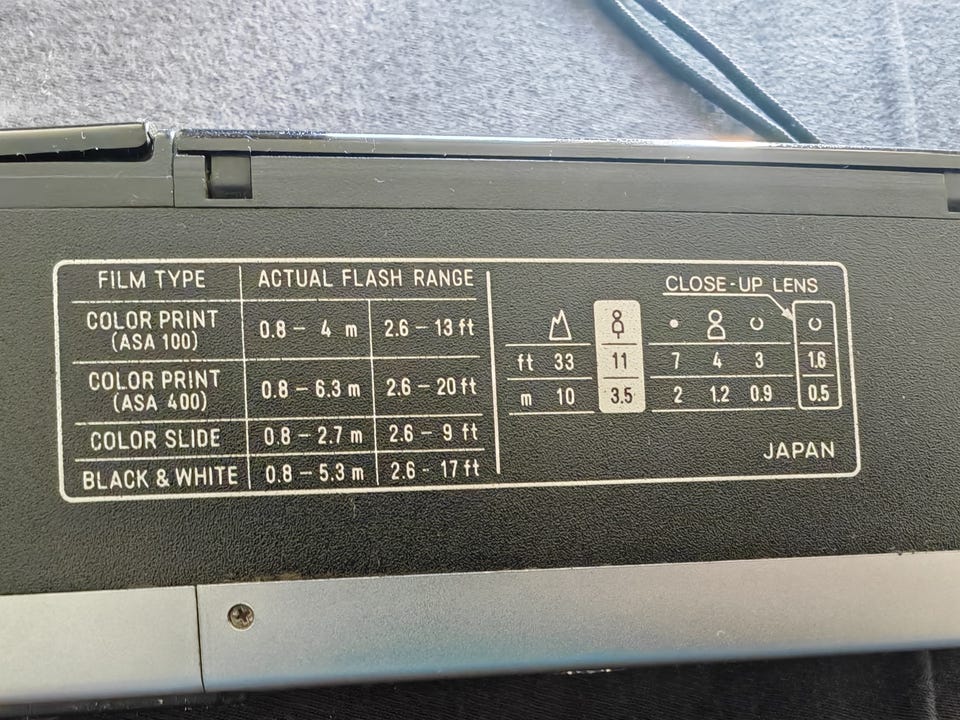 FILM TYPE ACTUAL FLASH RANGE
COLOR PRINT
(ASA 100) 0.8 – 4 m 2.6 – 13 ft
COLOR PRINT
(ASA 400) 0.8 – 6.3 m 2.6 – 20 ft
COLOR SLIDE 0.8 – 2.7 m 2.6 – 9 ft
BLACK & WHITE 0.8 – 5.3 m 2.6 - 17 ft
CLOSE-UP LENS
ft 33 11 7 4 3 1.6
m 10 3.5 2 1.2 0.9 0.5
JAPAN